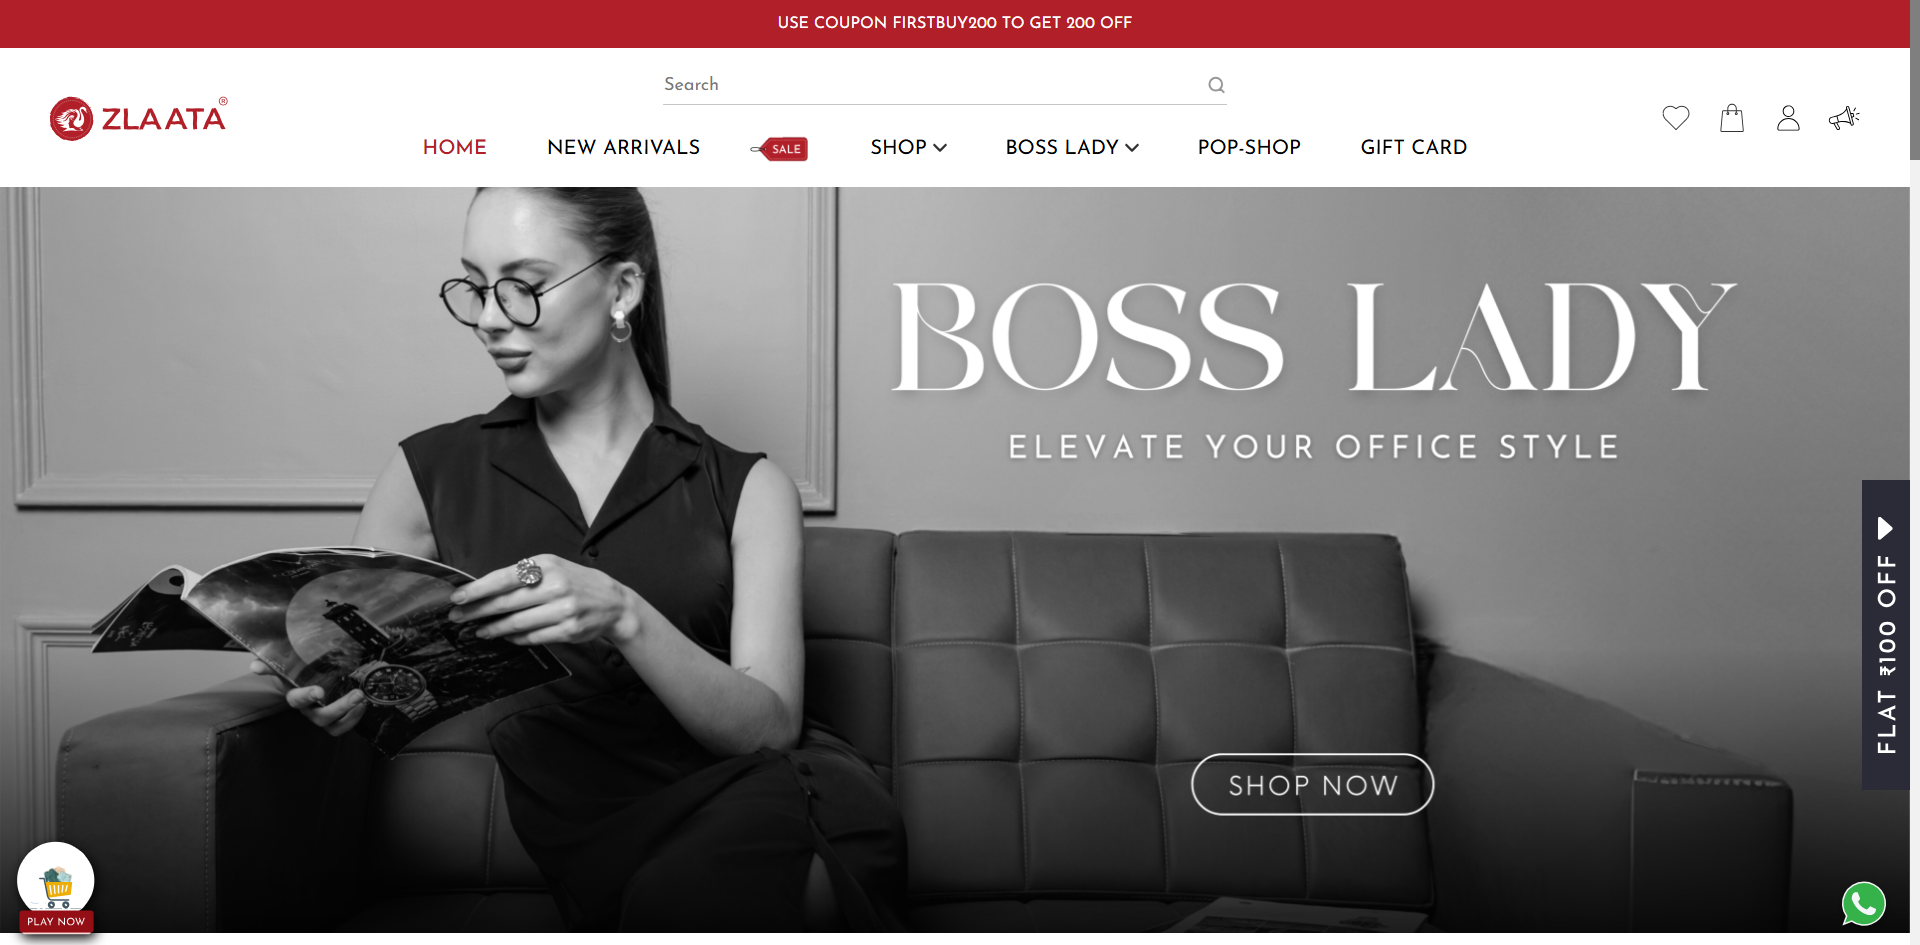 USE COUPON FIRSTBUY200 TO GET 200 OFF
Search
ZLAATA®
HOME
NEW ARRIVALS
SALE
SHOP
BOSS LADY
POP-SHOP
GIFT CARD
BOSS LADY
ELEVATE YOUR OFFICE STYLE
FLAT ₹100 OFF
SHOP NOW
PLAY NOW